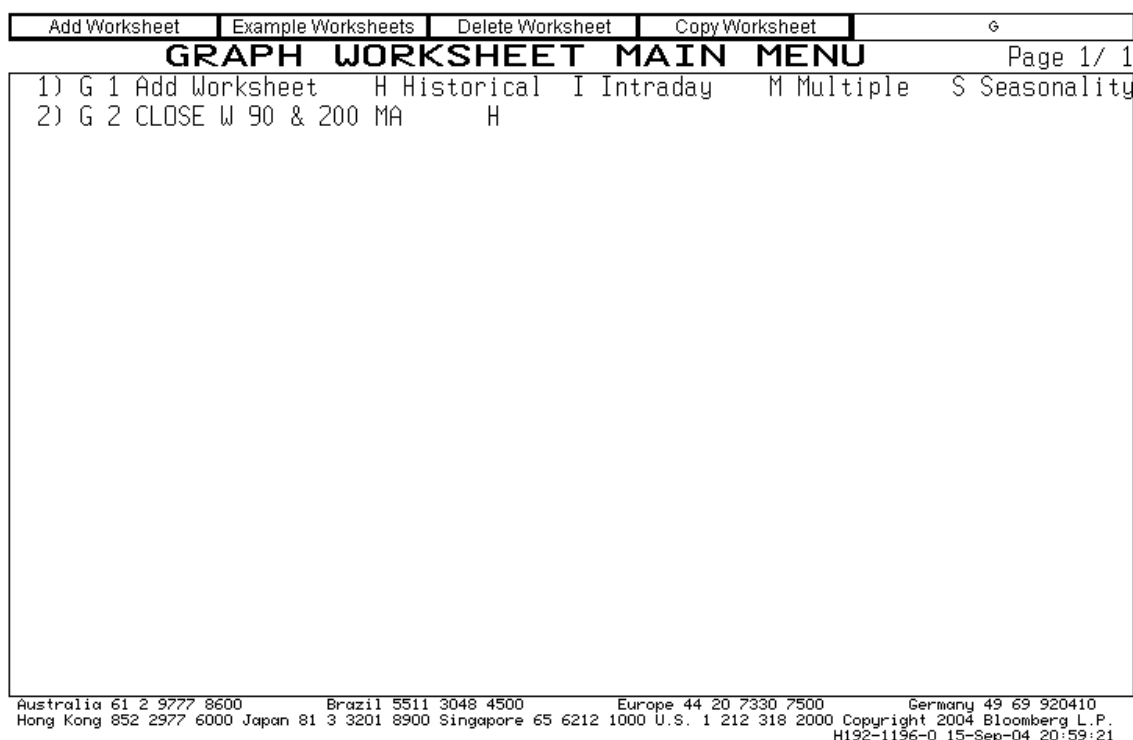 Add Worksheet Example Worksheets Delete Worksheet Copy Worksheet G
GRAPH WORKSHEET MAIN MENU Page 1/ 1
1) G 1 Add Worksheet H Historical I Intraday M Multiple S Seasonality
2) G 2 CLOSE W 90 & 200 MA H
Australia 61 2 9777 8600 Brazil 5511 3048 4500 Europe 44 20 7330 7500 Germany 49 69 920410
Hong Kong 852 2977 6000 Japan 81 3 3201 8900 Singapore 65 6212 1000 U.S. 1 212 318 2000 Copyright 2004 Bloomberg L.P.
H192-1196-0 15-Sep-04 20:59:21